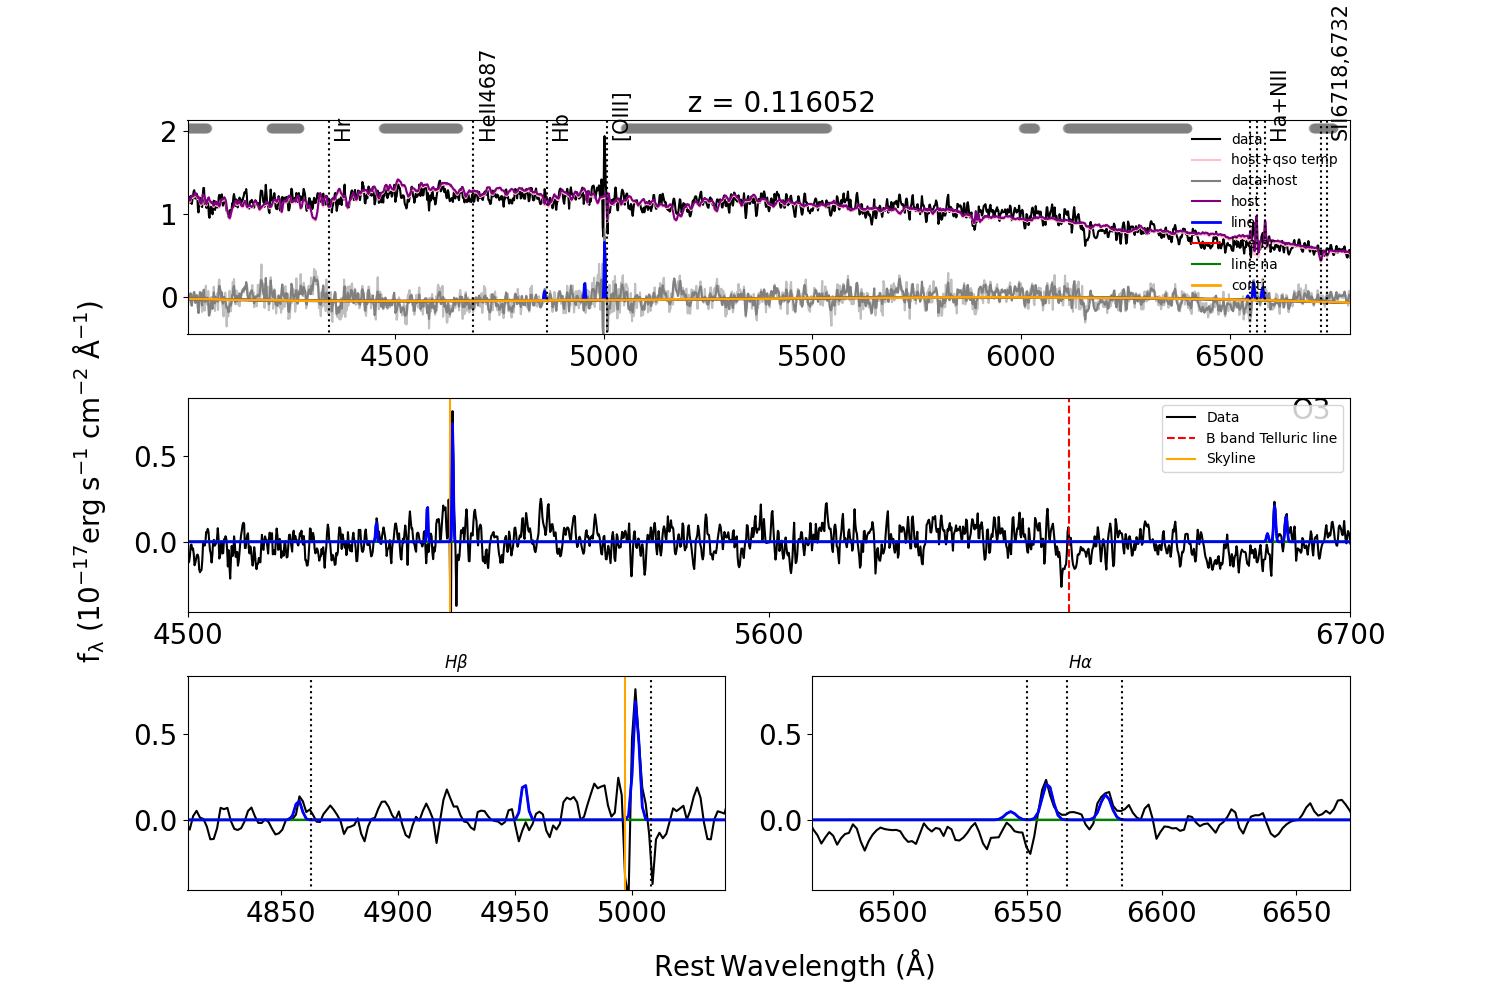 z = 0.116052
Hr
HeII4687
Hb
[OIII]
Ha+NII
SII6718,6732
data
host+qso temp
data-host
host
line
line na
conti
2
1
0
4500
5000
5500
6000
6500
f_λ (10^{-17}erg s^{-1} cm^{-2} Å^{-1})
O3
Data
B band Telluric line
Skyline
0.5
0.0
4500
5600
6700
Hβ
0.5
0.0
4850
4900
4950
5000
Hα
0.5
0.0
6500
6550
6600
6650
Rest Wavelength (Å)